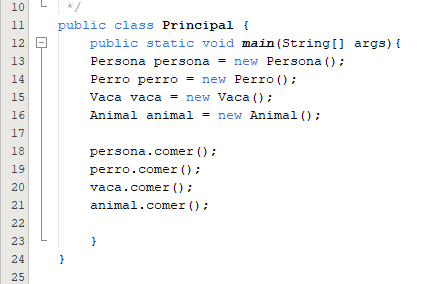 10 */
11 public class Principal {
12 public static void main(String[] args){
13 Persona persona = new Persona();
14 Perro perro = new Perro();
15 Vaca vaca = new Vaca();
16 Animal animal = new Animal();
17
18 persona.comer();
19 perro.comer();
20 vaca.comer();
21 animal.comer();
22
23 }
24 }
25